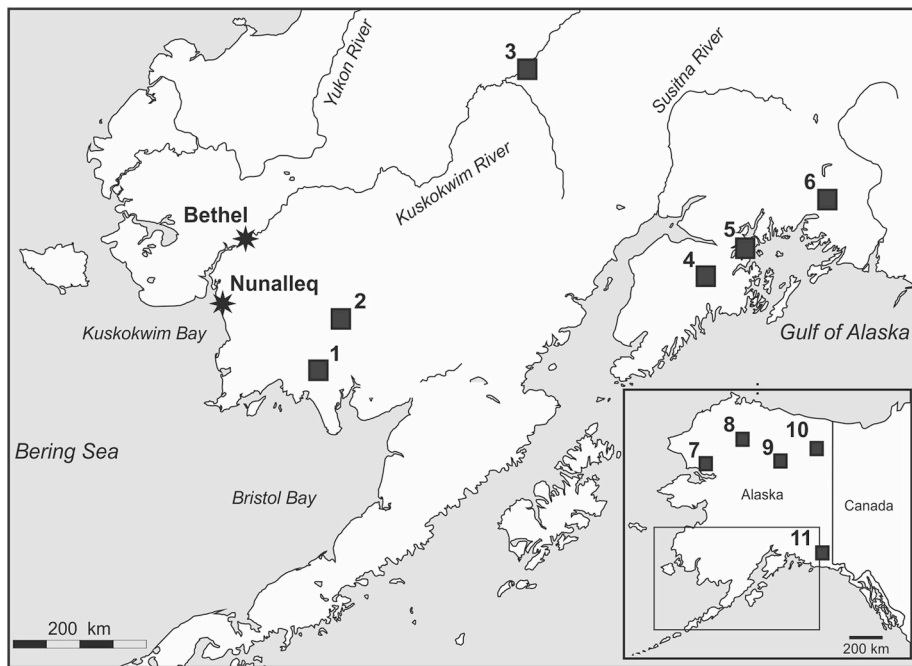 Yukon River
3
Susitna River
Kuskokwim River
6
Bethel
5
4
Nunalleq
2
Kuskokwim Bay
Gulf of Alaska
1
Bering Sea
Bristol Bay
200 km
8
10
7
9
Alaska
Canada
11
200 km